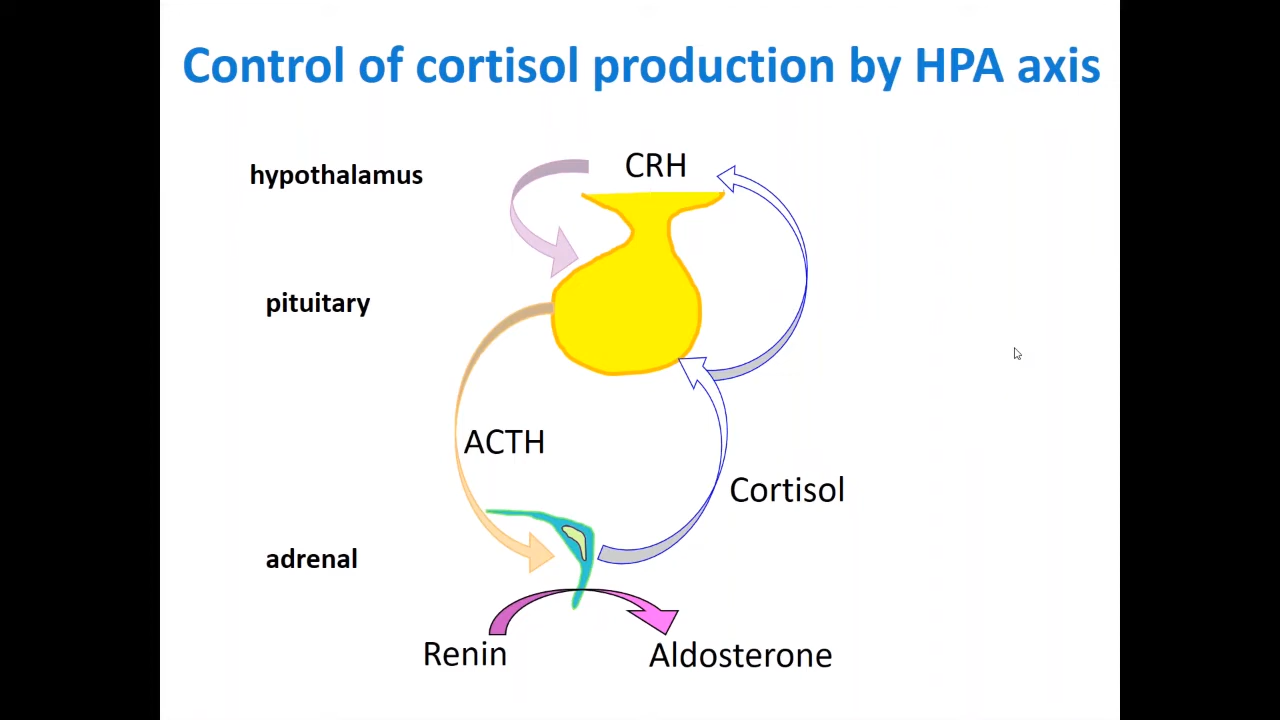 Control of cortisol production by HPA axis
hypothalamus
CRH
pituitary
ACTH
Cortisol
adrenal
Renin
Aldosterone